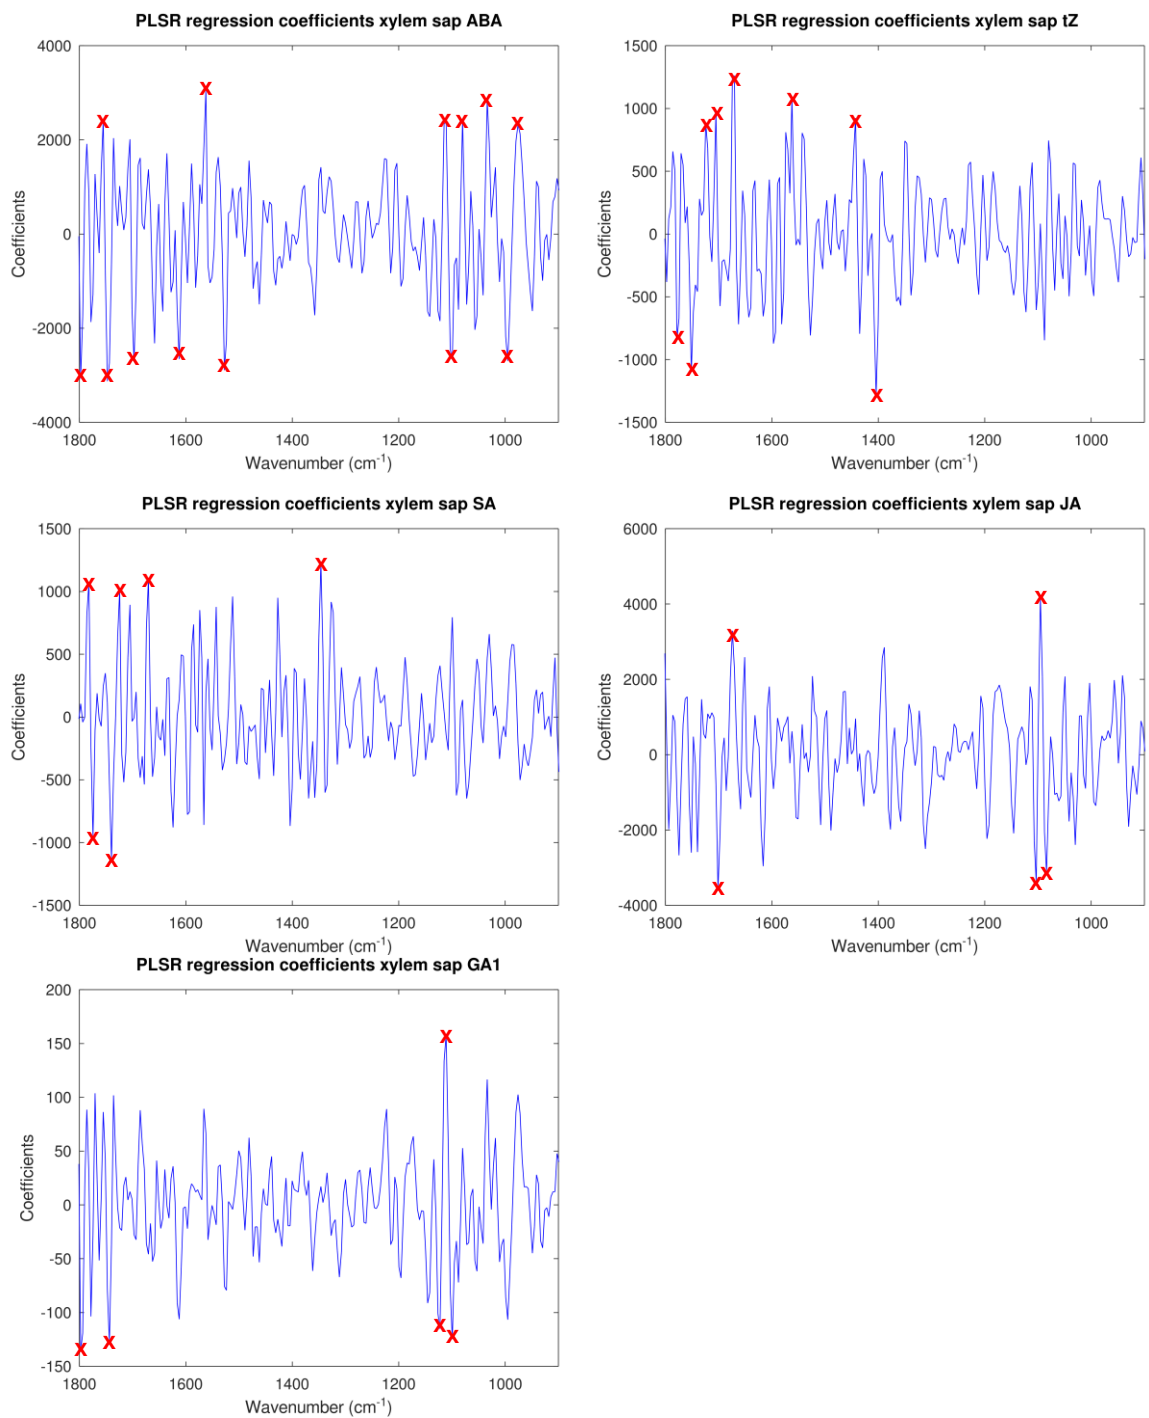 PLSR regression coefficients xylem sap ABA
4000
2000
0
-2000
-4000
Coefficients
1800 1600 1400 1200 1000
Wavenumber (cm-1)
PLSR regression coefficients xylem sap tZ
1500
1000
500
0
-500
-1000
-1500
Coefficients
1800 1600 1400 1200 1000
Wavenumber (cm-1)
PLSR regression coefficients xylem sap SA
1500
1000
500
0
-500
-1000
-1500
Coefficients
1800 1600 1400 1200 1000
Wavenumber (cm-1)
PLSR regression coefficients xylem sap JA
6000
4000
2000
0
-2000
-4000
Coefficients
1800 1600 1400 1200 1000
Wavenumber (cm-1)
PLSR regression coefficients xylem sap GA1
200
150
100
50
0
-50
-100
-150
Coefficients
1800 1600 1400 1200 1000
Wavenumber (cm-1)